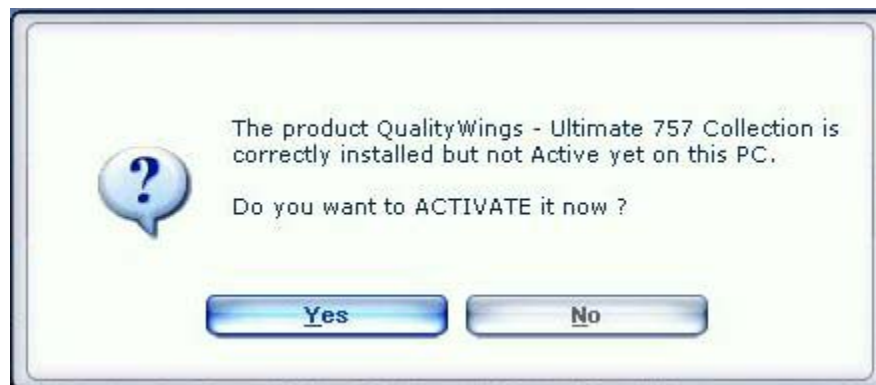 The product QualityWings - Ultimate 757 Collection is
correctly installed but not Active yet on this PC.
Do you want to ACTIVATE it now ?
?
Yes
No